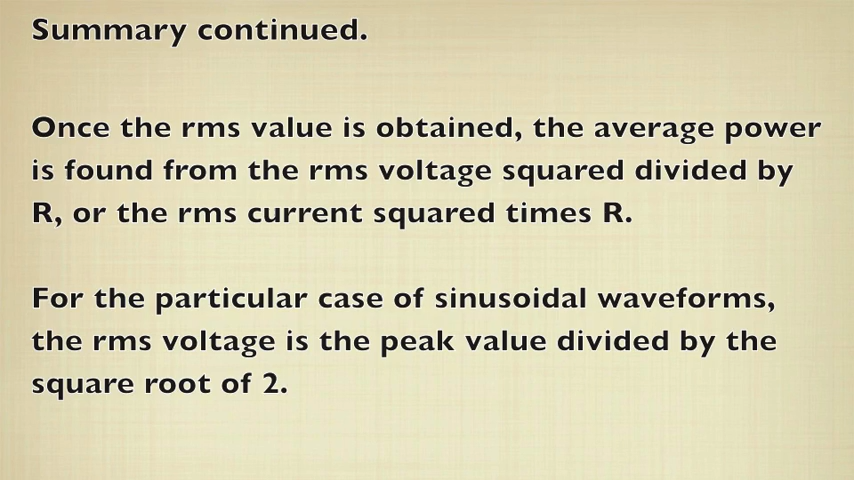 Summary continued.
Once the rms value is obtained, the average power
is found from the rms voltage squared divided by
R, or the rms current squared times R.
For the particular case of sinusoidal waveforms,
the rms voltage is the peak value divided by the
square root of 2.